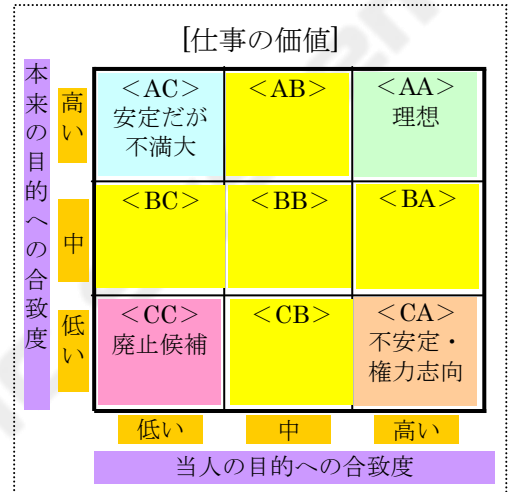 [仕事の価値]
本来の目的への合致度
高い
＜AC＞
安定だが
不満大
＜AB＞
＜AA＞
理想
中
＜BC＞
＜BB＞
＜BA＞
低い
＜CC＞
廃止候補
＜CB＞
＜CA＞
不安定・
権力志向
低い
中
高い
当人の目的への合致度